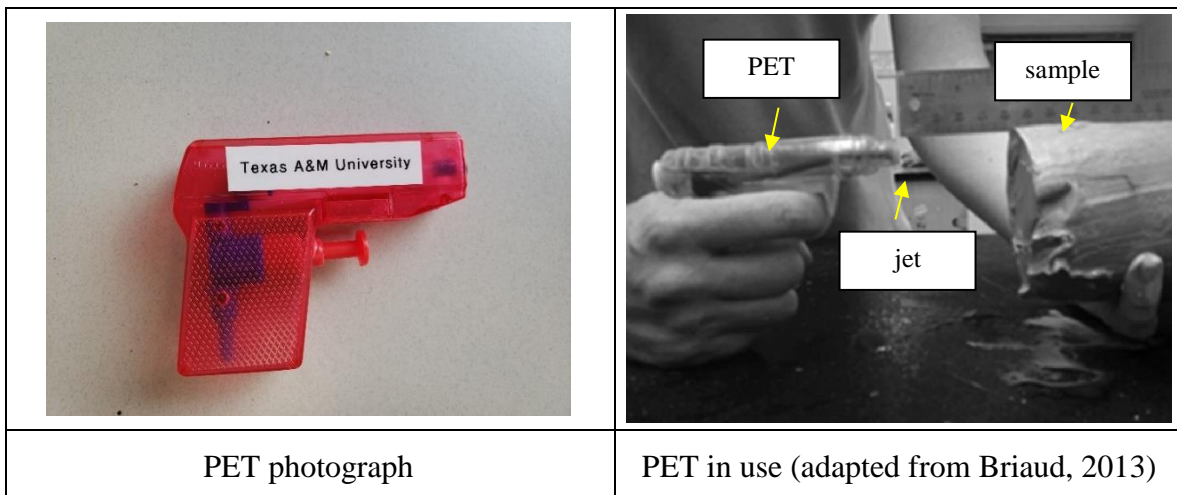 Texas A&M University
PET
sample
jet
PET photograph
PET in use (adapted from Briaud, 2013)